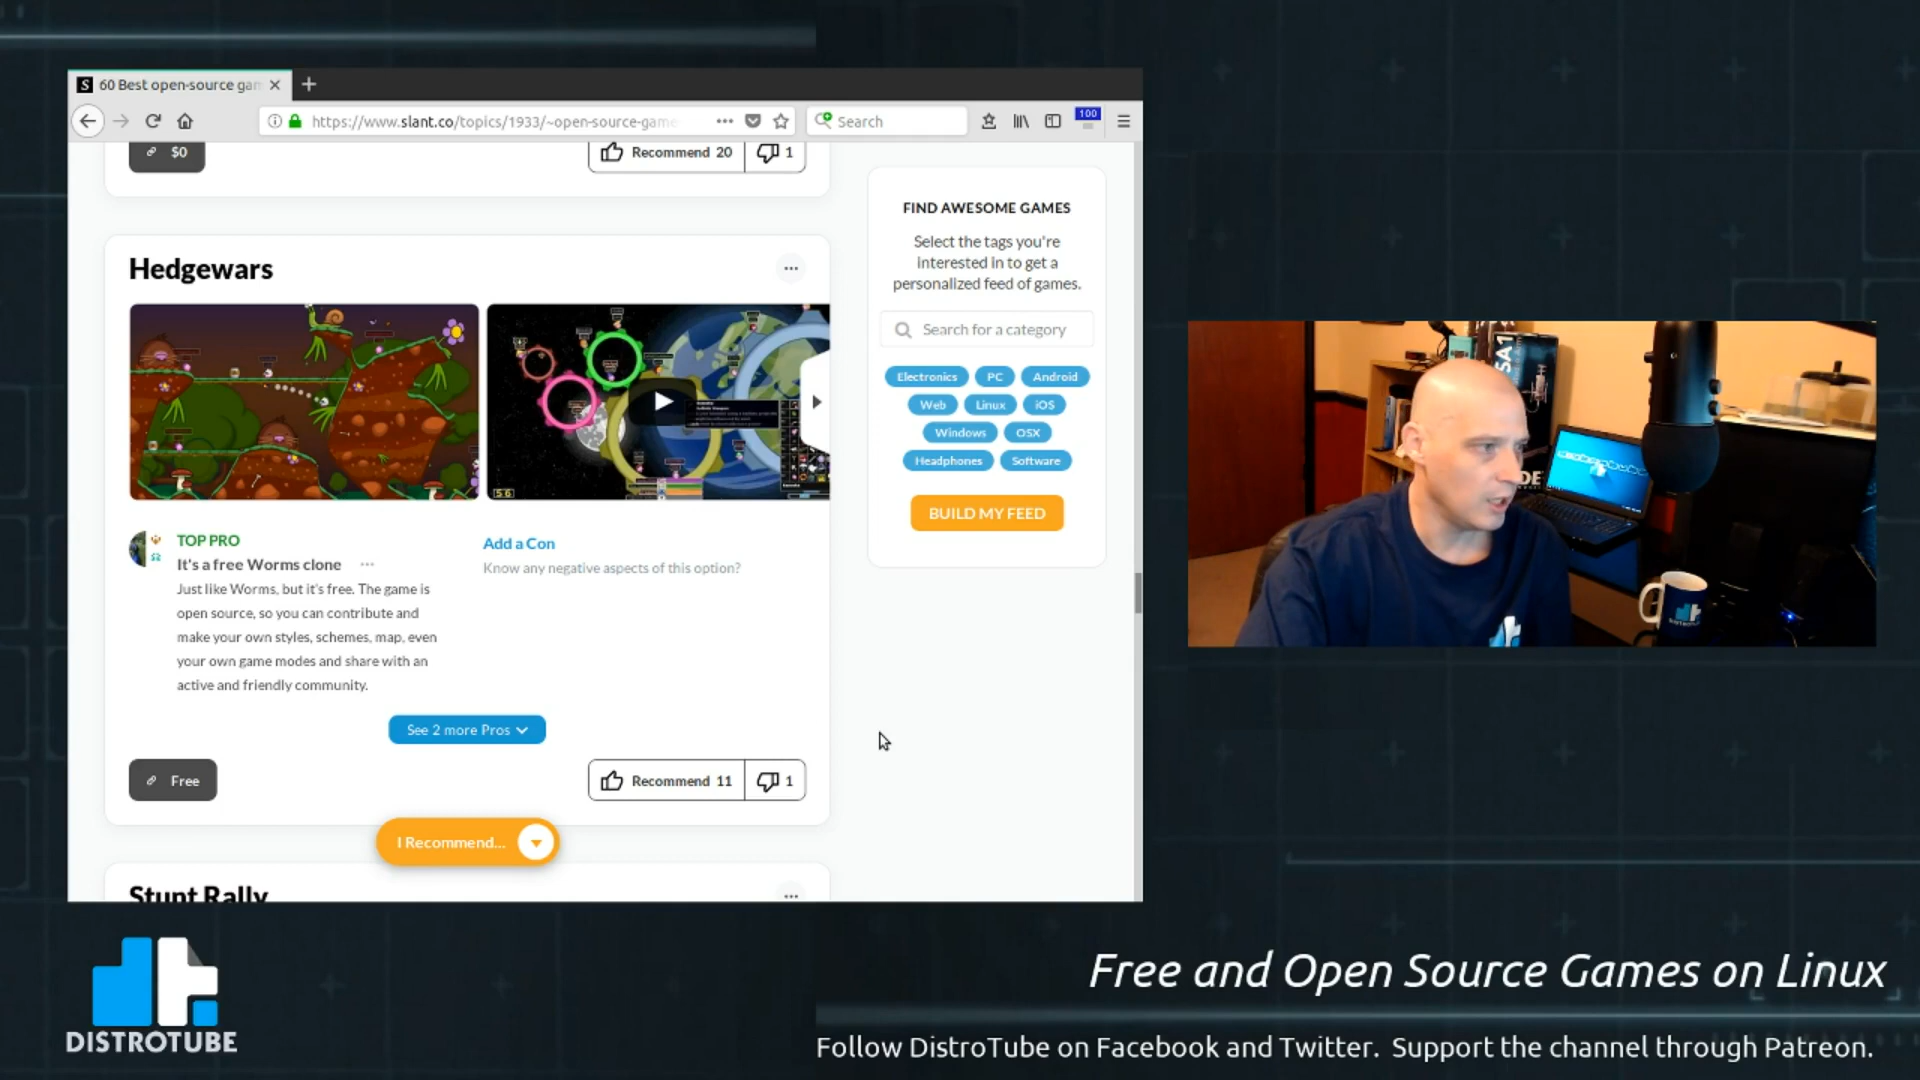 S 60 Best open-source gam
100
https://www.slant.co/topics/1933/~open-source-game
Search
$0
Recommend 20
1
Hedgewars
TOP PRO
It's a free Worms clone
Just like Worms, but it's free. The game is
open source, so you can contribute and
make your own styles, schemes, map, even
your own game modes and share with an
active and friendly community.
Add a Con
Know any negative aspects of this option?
See 2 more Pros
Free
Recommend 11
1
I Recommend...
Stunt Rally
FIND AWESOME GAMES
Select the tags you're
interested in to get a
personalized feed of games.
Search for a category
Electronics PC Android
Web Linux iOS
Windows OSX
Headphones Software
BUILD MY FEED
DISTROTUBE
Free and Open Source Games on Linux
Follow DistroTube on Facebook and Twitter. Support the channel through Patreon.